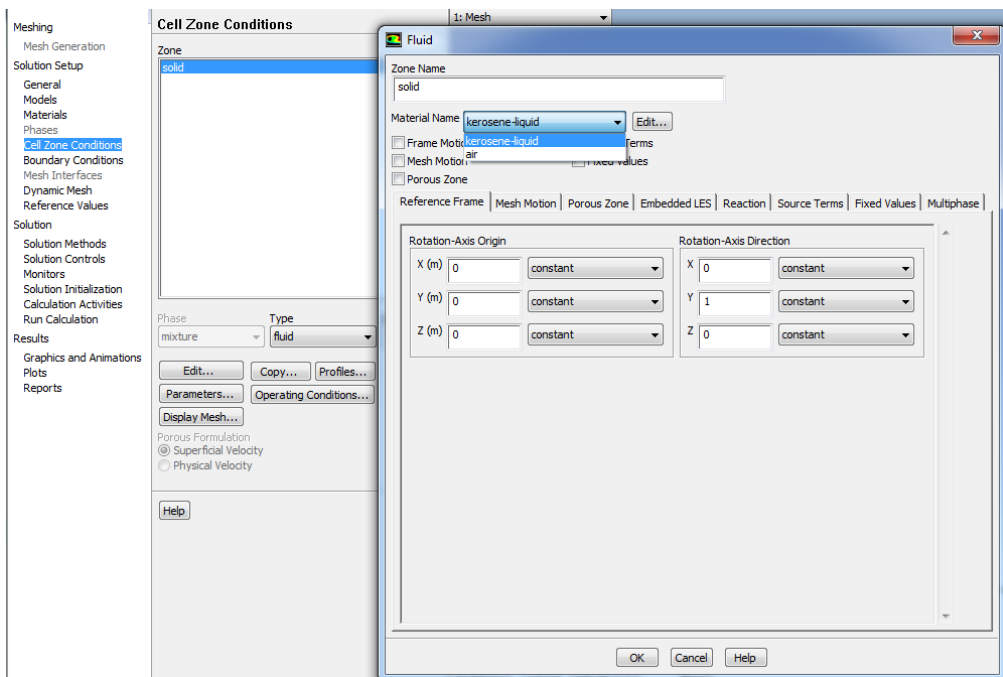 Meshing
Mesh Generation
Solution Setup
General
Models
Materials
Phases
Cell Zone Conditions
Boundary Conditions
Mesh Interfaces
Dynamic Mesh
Reference Values
Solution
Solution Methods
Solution Controls
Monitors
Solution Initialization
Calculation Activities
Run Calculation
Results
Graphics and Animations
Plots
Reports
Cell Zone Conditions
Zone
solid
Phase Type
mixture fluid
Edit... Copy... Profiles...
Parameters... Operating Conditions...
Display Mesh...
Porous Formulation
Superficial Velocity
Physical Velocity
Help
1: Mesh
Fluid
Zone Name
solid
Material Name kerosene-liquid Edit...
kerosene-liquid
air
Frame Motio Terms
Mesh Motion Fixed Values
Porous Zone
Reference Frame Mesh Motion Porous Zone Embedded LES Reaction Source Terms Fixed Values Multiphase
Rotation-Axis Origin Rotation-Axis Direction
X (m) 0 constant X 0 constant
Y (m) 0 constant Y 1 constant
Z (m) 0 constant Z 0 constant
OK Cancel Help